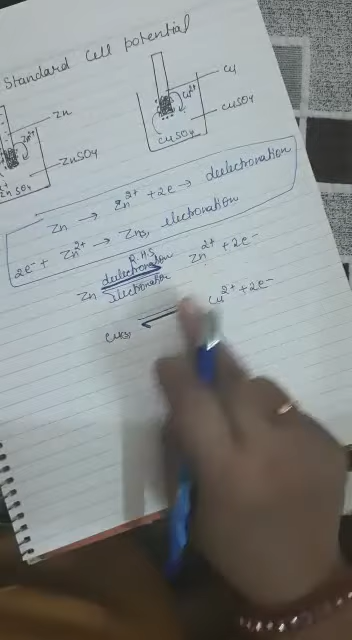 Standard Cell potential
Zn
Zn2+
ZnSO4
ZnSO4
Cu
Cu2+
CuSO4
CuSO4
Zn → Zn2+ + 2e- → deelectronation
2e- + Zn2+ → Zn(s), electronation
R.H.S
Zn deelectronation Zn2+ + 2e-
electronation
Cu(s) Cu2+ + 2e-